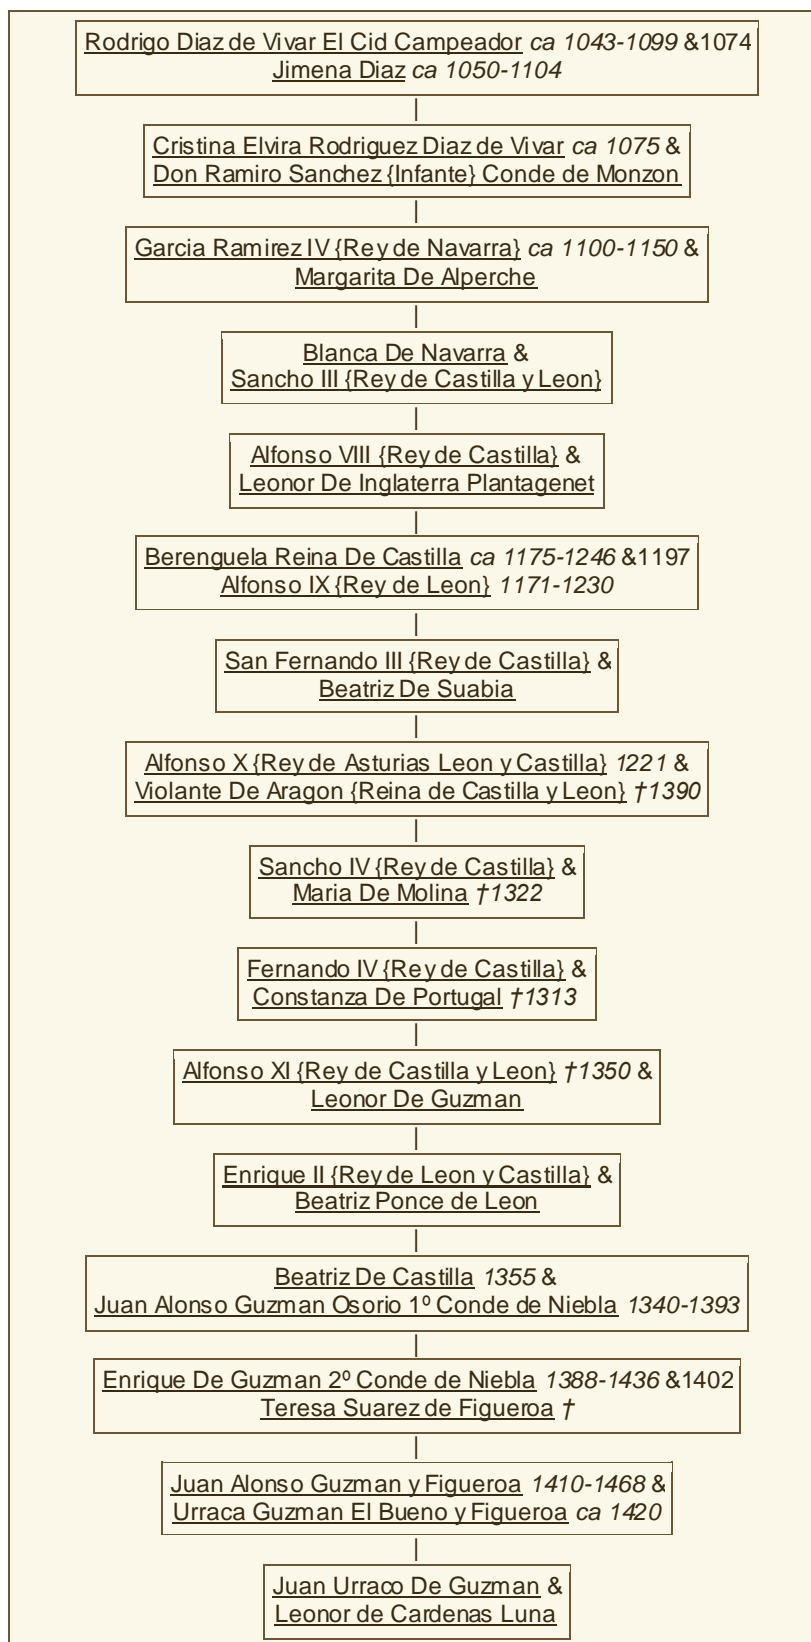 Rodrigo Diaz de Vivar El Cid Campeador ca 1043-1099 &1074
Jimena Diaz ca 1050-1104
Cristina Elvira Rodriguez Diaz de Vivar ca 1075 &
Don Ramiro Sanchez {Infante} Conde de Monzon
Garcia Ramirez IV {Rey de Navarra} ca 1100-1150 &
Margarita De Alperche
Blanca De Navarra &
Sancho III {Rey de Castilla y Leon}
Alfonso VIII {Rey de Castilla} &
Leonor De Inglaterra Plantagenet
Berenguela Reina De Castilla ca 1175-1246 &1197
Alfonso IX {Rey de Leon} 1171-1230
San Fernando III {Rey de Castilla} &
Beatriz De Suabia
Alfonso X {Rey de Asturias Leon y Castilla} 1221 &
Violante De Aragon {Reina de Castilla y Leon} †1390
Sancho IV {Rey de Castilla} &
Maria De Molina †1322
Fernando IV {Rey de Castilla} &
Constanza De Portugal †1313
Alfonso XI {Rey de Castilla y Leon} †1350 &
Leonor De Guzman
Enrique II {Rey de Leon y Castilla} &
Beatriz Ponce de Leon
Beatriz De Castilla 1355 &
Juan Alonso Guzman Osorio 1º Conde de Niebla 1340-1393
Enrique De Guzman 2º Conde de Niebla 1388-1436 &1402
Teresa Suarez de Figueroa †
Juan Alonso Guzman y Figueroa 1410-1468 &
Urraca Guzman El Bueno y Figueroa ca 1420
Juan Urraco De Guzman &
Leonor de Cardenas Luna